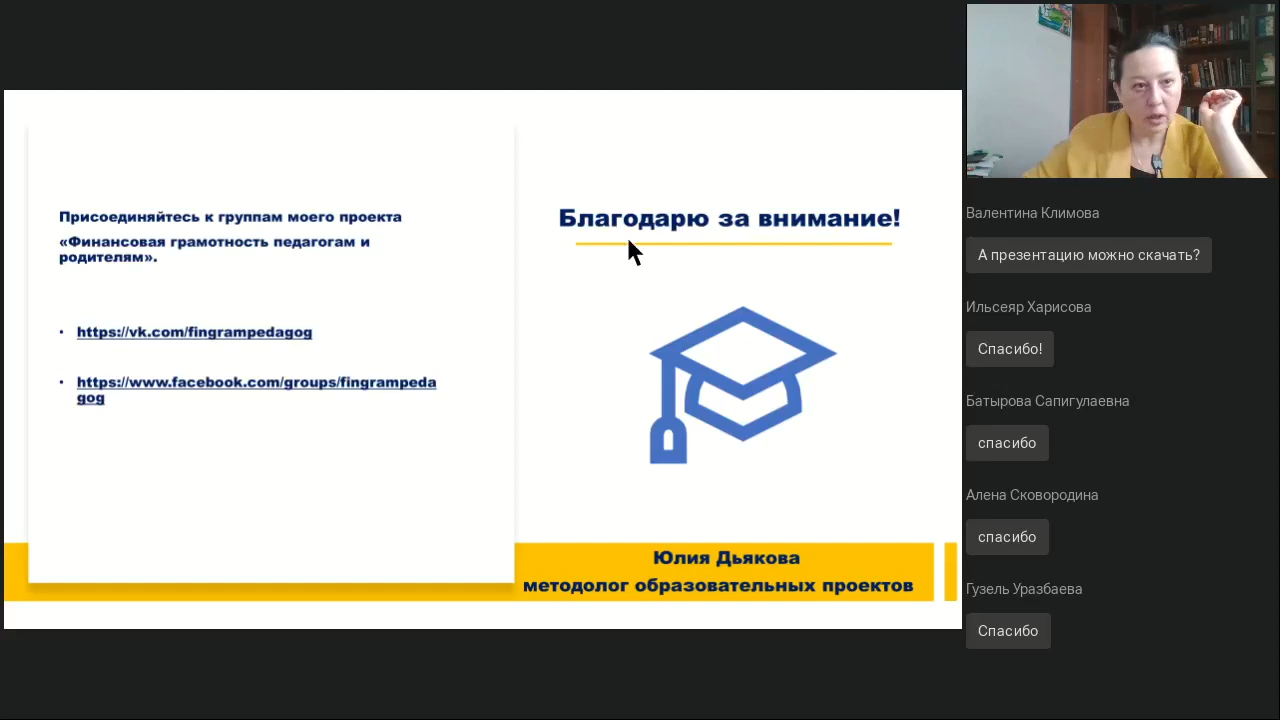 Присоединяйтесь к группам моего проекта
«Финансовая грамотность педагогам и
родителям».
• https://vk.com/fingrampedagog
• https://www.facebook.com/groups/fingrampeda
gog
Благодарю за внимание!
Юлия Дьякова
методолог образовательных проектов
Валентина Климова
А презентацию можно скачать?
Ильсеяр Харисова
Спасибо!
Батырова Сапигулаевна
спасибо
Алена Сковородина
спасибо
Гузель Уразбаева
Спасибо